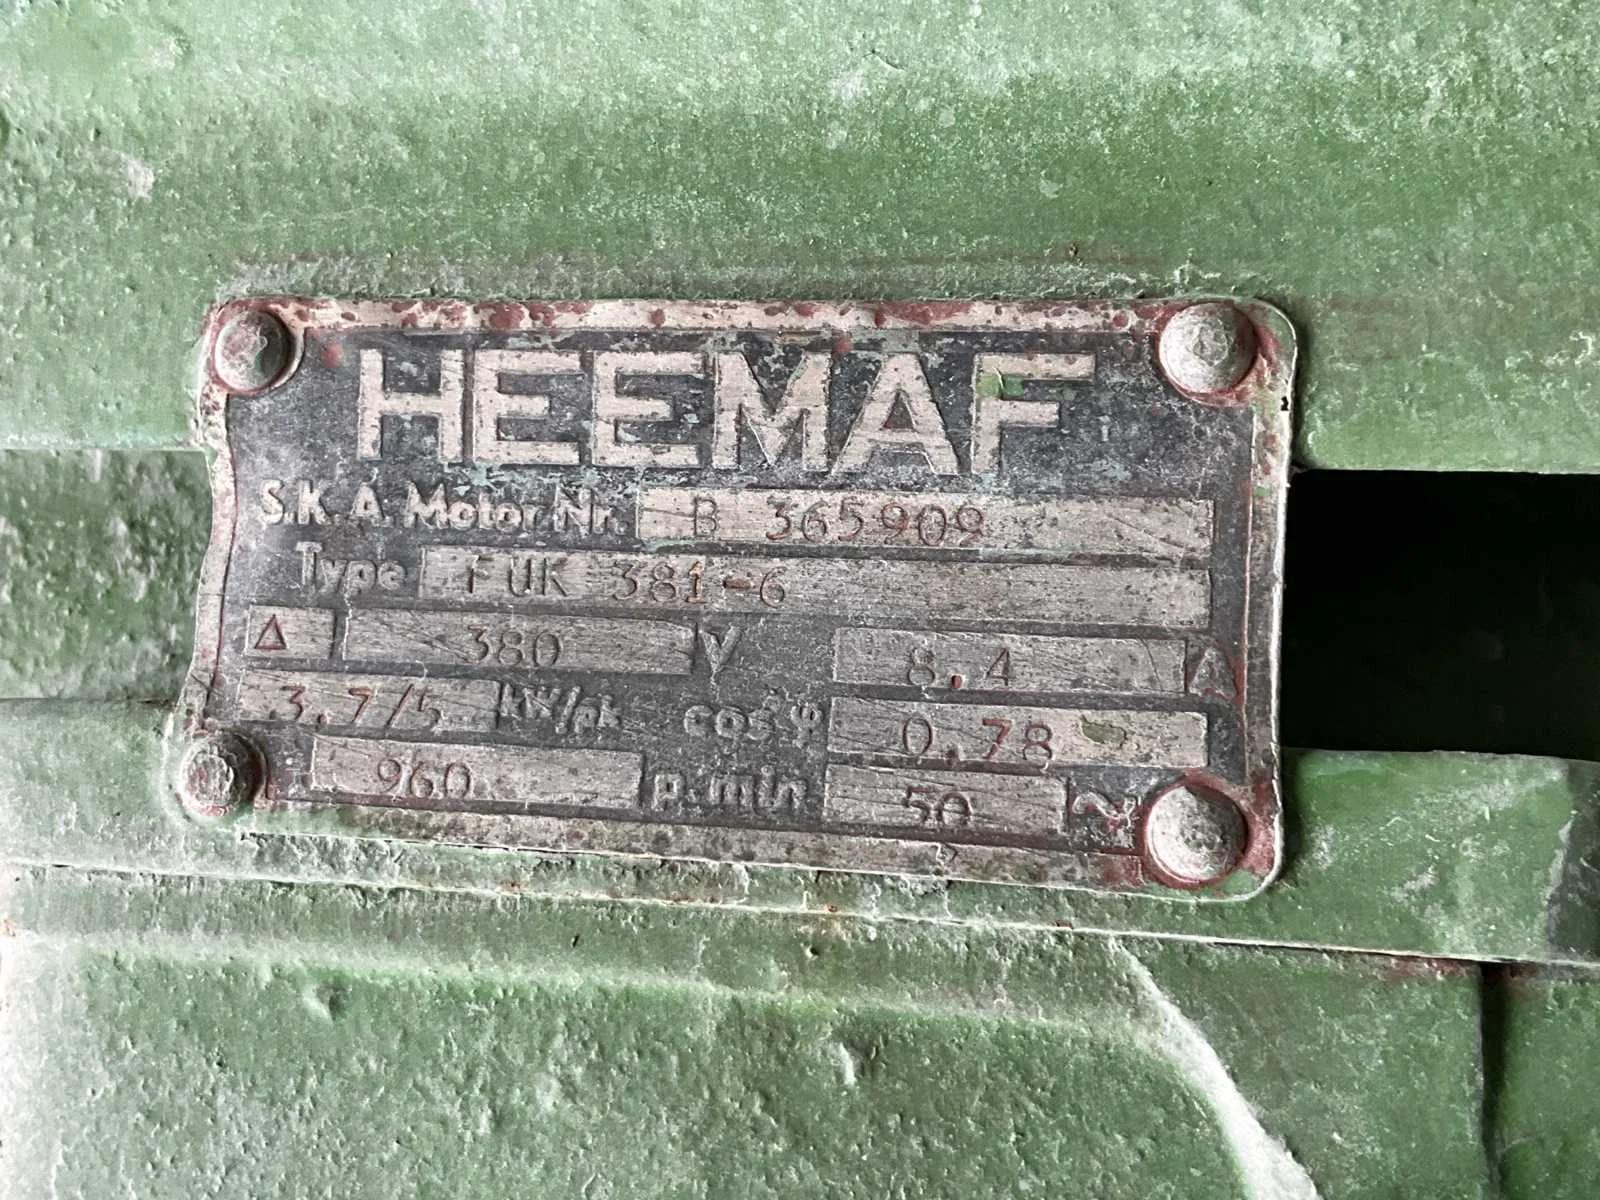 HEEMAF
S.K.A. Motor Nr. B 365909
Type FUK 381-6
Δ 380 V 8.4 A
3.7/5 kW/pk cos φ 0.78
960 p.min 50 ~